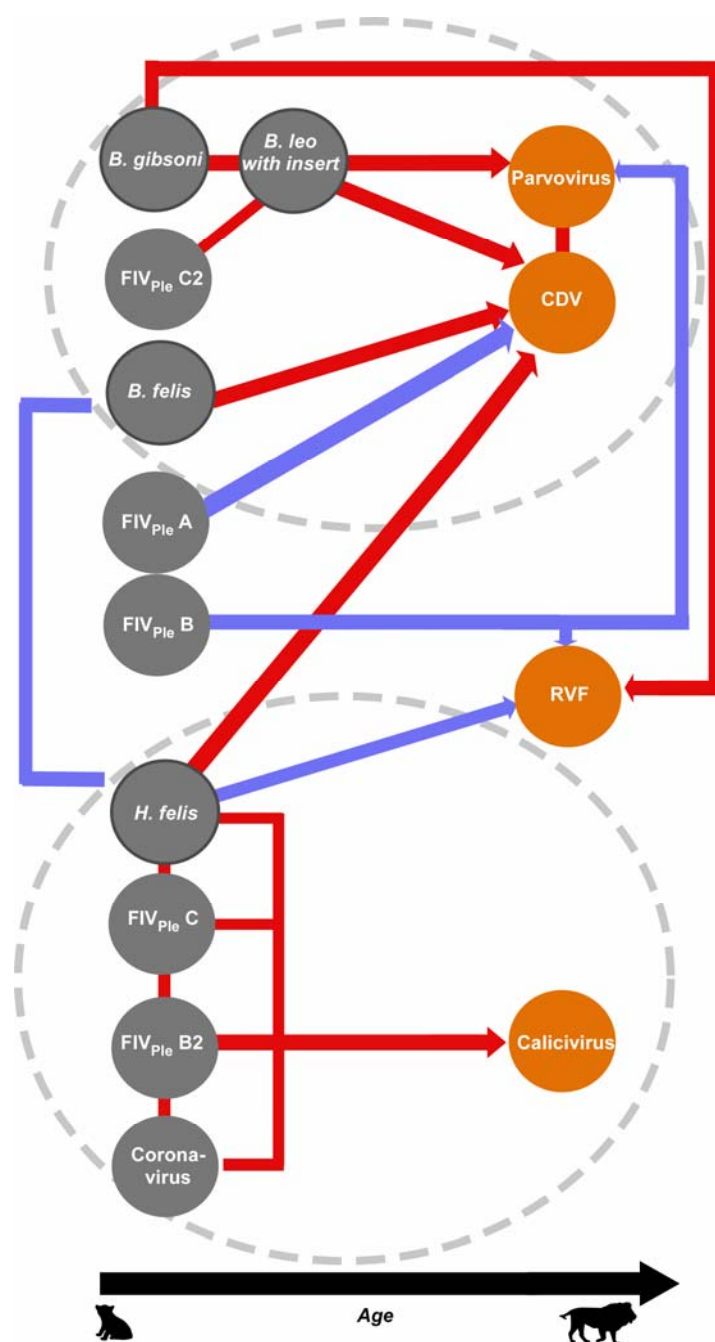 B. gibsoni
B. leo
with insert
Parvovirus
FIVPle C2
CDV
B. felis
FIVPle A
FIVPle B
RVF
H. felis
FIVPle C
FIVPle B2
Calicivirus
Corona-
virus
Age